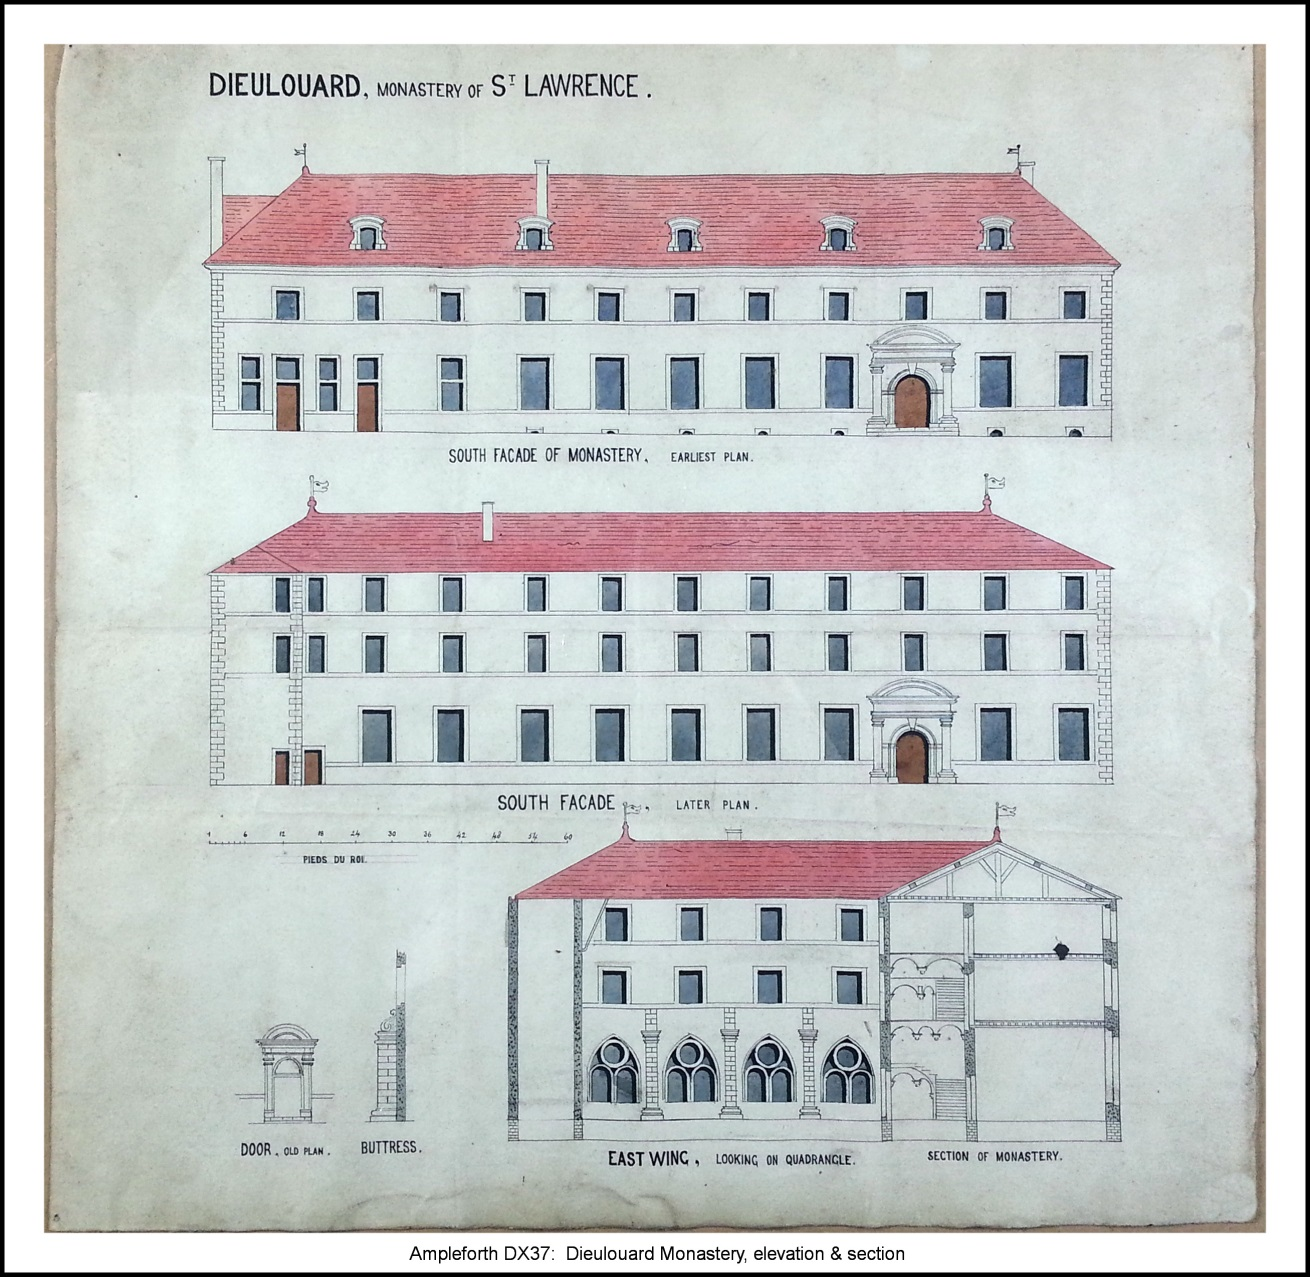 DIEULOUARD, MONASTERY OF ST LAWRENCE.
SOUTH FACADE OF MONASTERY, EARLIEST PLAN.
SOUTH FACADE, LATER PLAN.
1 6 12 18 24 30 36 42 48 54 60
PIEDS DU ROI.
DOOR, OLD PLAN.
BUTTRESS.
EAST WING, LOOKING ON QUADRANGLE.
SECTION OF MONASTERY.
Ampleforth DX37: Dieulouard Monastery, elevation & section